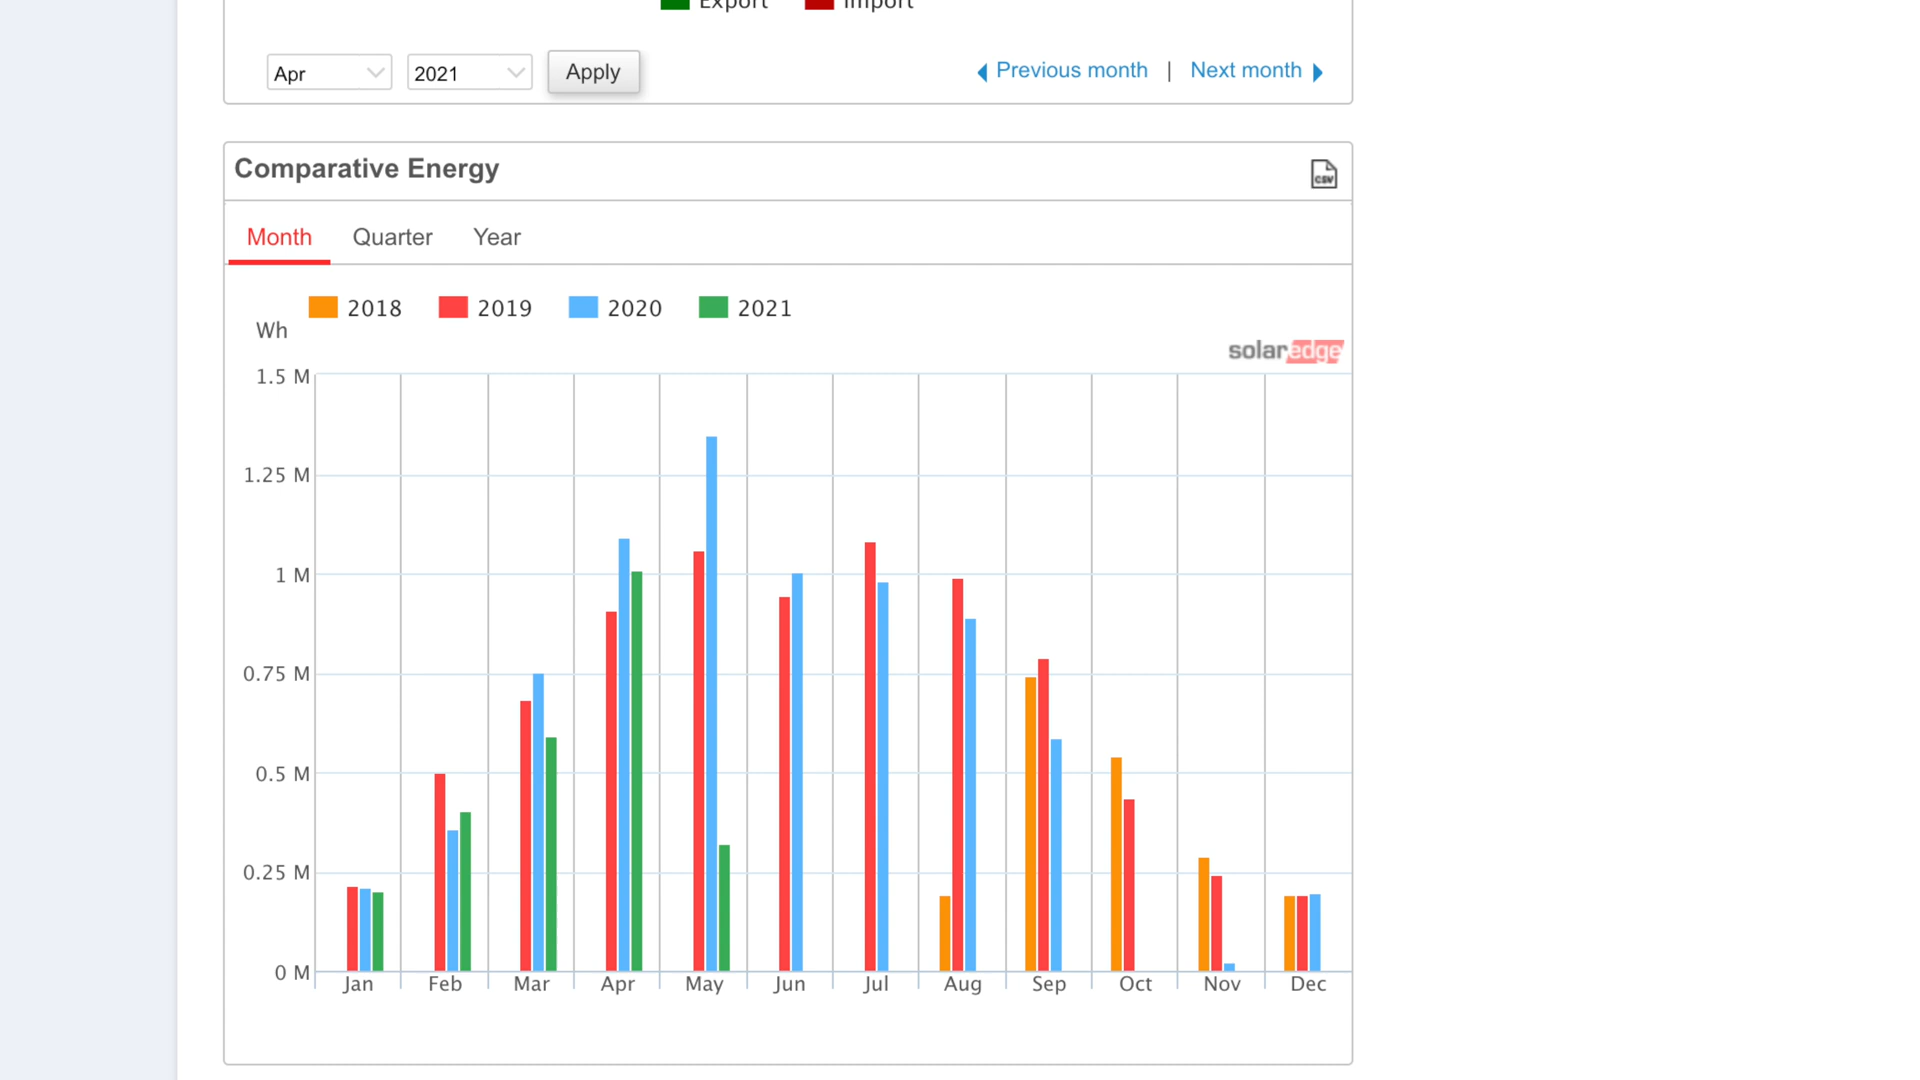 Export Import
Apr 2021 Apply Previous month | Next month
Comparative Energy
CSV
Month Quarter Year
2018 2019 2020 2021
Wh
solaredge
1.5 M
1.25 M
1 M
0.75 M
0.5 M
0.25 M
0 M
Jan Feb Mar Apr May Jun Jul Aug Sep Oct Nov Dec